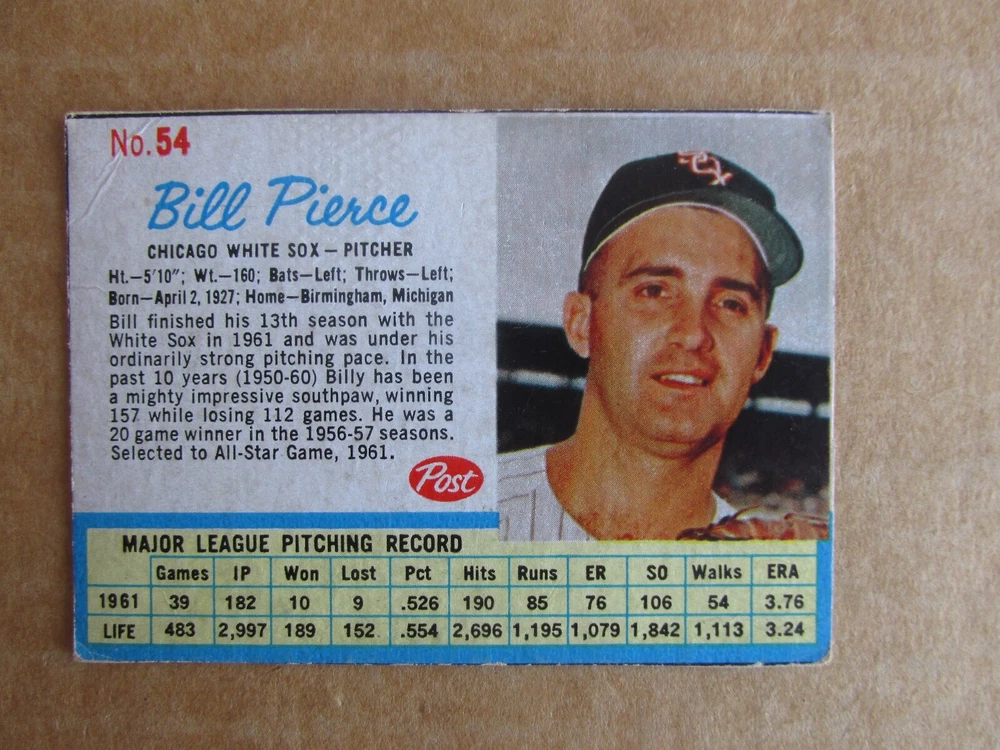 No. 54
Bill Pierce
CHICAGO WHITE SOX — PITCHER
Ht.—5'10"; Wt.—160; Bats—Left; Throws—Left;
Born—April 2, 1927; Home—Birmingham, Michigan
Bill finished his 13th season with the
White Sox in 1961 and was under his
ordinarily strong pitching pace. In the
past 10 years (1950-60) Billy has been
a mighty impressive southpaw, winning
157 while losing 112 games. He was a
20 game winner in the 1956-57 seasons.
Selected to All-Star Game, 1961.
Post
SOX
MAJOR LEAGUE PITCHING RECORD
Games IP Won Lost Pct Hits Runs ER SO Walks ERA
1961 39 182 10 9 .526 190 85 76 106 54 3.76
LIFE 483 2,997 189 152 .554 2,696 1,195 1,079 1,842 1,113 3.24